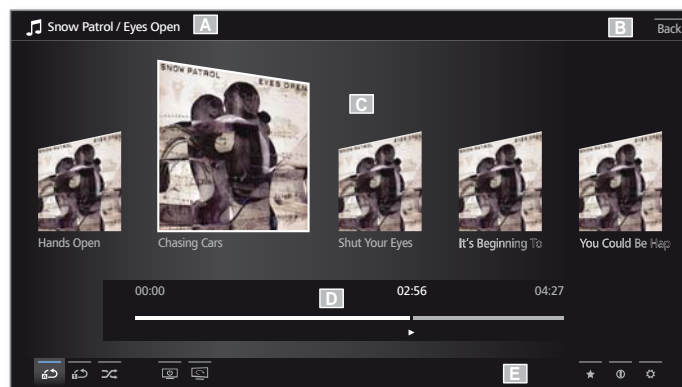 Snow Patrol / Eyes Open A B Back
SNOW PATROL EYES OPEN
C
Hands Open Chasing Cars Shut Your Eyes It's Beginning To You Could Be Hap
00:00 D 02:56 04:27
E